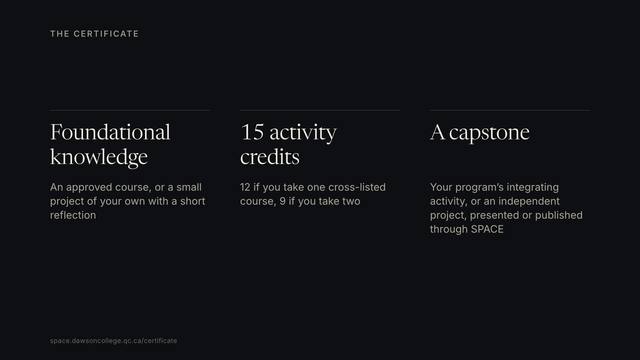 THE CERTIFICATE
Foundational
knowledge
An approved course, or a small
project of your own with a short
reflection
15 activity
credits
12 if you take one cross-listed
course, 9 if you take two
A capstone
Your program's integrating
activity, or an independent
project, presented or published
through SPACE
space.dawsoncollege.qc.ca/certificate